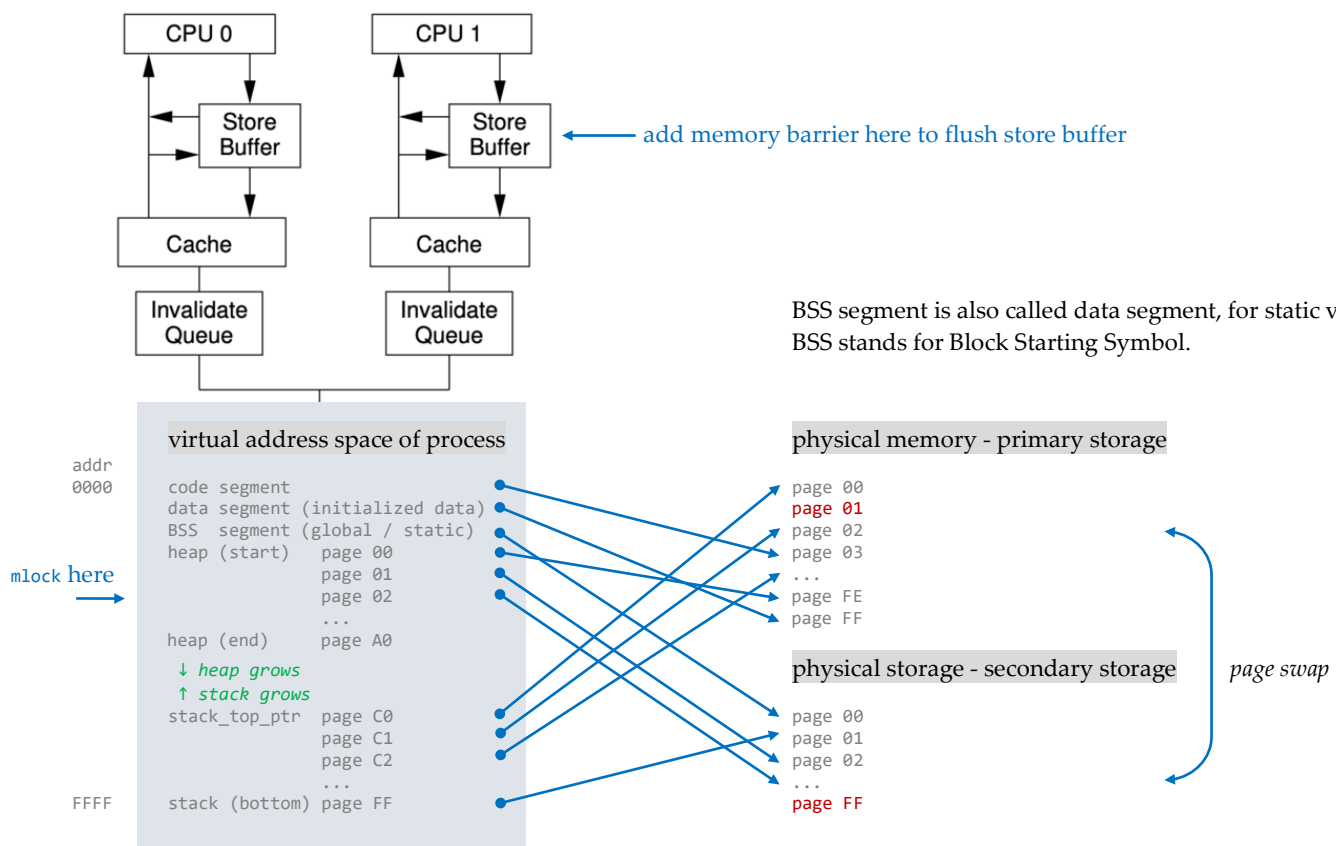 CPU 0
CPU 1
Store
Buffer
Store
Buffer
add memory barrier here to flush store buffer
Cache
Cache
Invalidate
Queue
Invalidate
Queue
BSS segment is also called data segment, for static v
BSS stands for Block Starting Symbol.
virtual address space of process
addr
0000
code segment
data segment (initialized data)
BSS segment (global / static)
heap (start) page 00
page 01
mlock here
page 02
...
heap (end) page A0
↓ heap grows
↑ stack grows
stack_top_ptr page C0
page C1
page C2
...
FFFF stack (bottom) page FF
physical memory - primary storage
page 00
page 01
page 02
page 03
...
page FE
page FF
physical storage - secondary storage
page swap
page 00
page 01
page 02
...
page FF